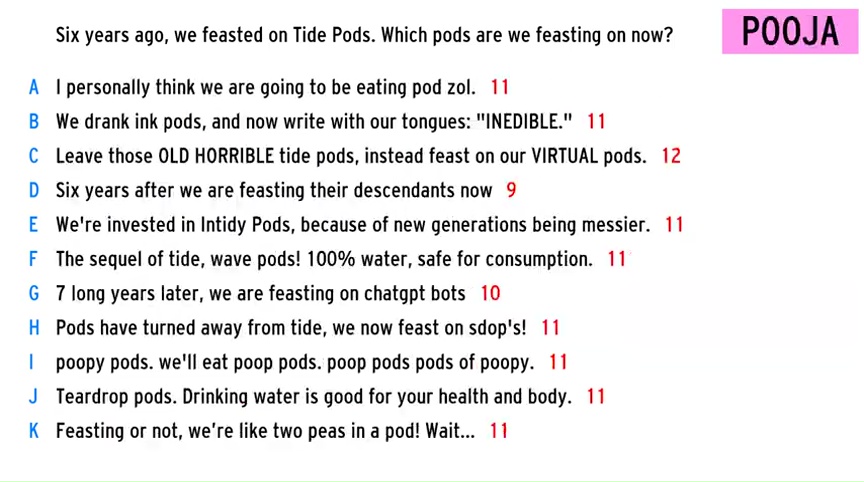 Six years ago, we feasted on Tide Pods. Which pods are we feasting on now?
POOJA
A I personally think we are going to be eating pod zol. 11
B We drank ink pods, and now write with our tongues: "INEDIBLE." 11
C Leave those OLD HORRIBLE tide pods, instead feast on our VIRTUAL pods. 12
D Six years after we are feasting their descendants now 9
E We're invested in Intidy Pods, because of new generations being messier. 11
F The sequel of tide, wave pods! 100% water, safe for consumption. 11
G 7 long years later, we are feasting on chatgpt bots 10
H Pods have turned away from tide, we now feast on sdop's! 11
I poopy pods. we'll eat poop pods. poop pods pods of poopy. 11
J Teardrop pods. Drinking water is good for your health and body. 11
K Feasting or not, we're like two peas in a pod! Wait... 11